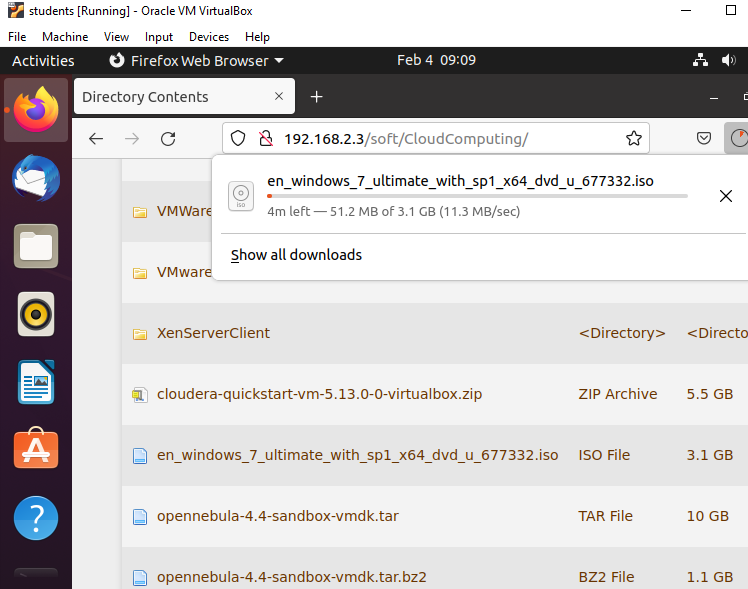 students [Running] - Oracle VM VirtualBox
File Machine View Input Devices Help
Activities Firefox Web Browser Feb 4 09:09
Directory Contents
192.168.2.3/soft/CloudComputing/
en_windows_7_ultimate_with_sp1_x64_dvd_u_677332.iso
iso
4m left — 51.2 MB of 3.1 GB (11.3 MB/sec)
Show all downloads
VMWare
VMware
XenServerClient <Directory> <Directo
cloudera-quickstart-vm-5.13.0-0-virtualbox.zip ZIP Archive 5.5 GB
en_windows_7_ultimate_with_sp1_x64_dvd_u_677332.iso ISO File 3.1 GB
opennebula-4.4-sandbox-vmdk.tar TAR File 10 GB
opennebula-4.4-sandbox-vmdk.tar.bz2 BZ2 File 1.1 GB